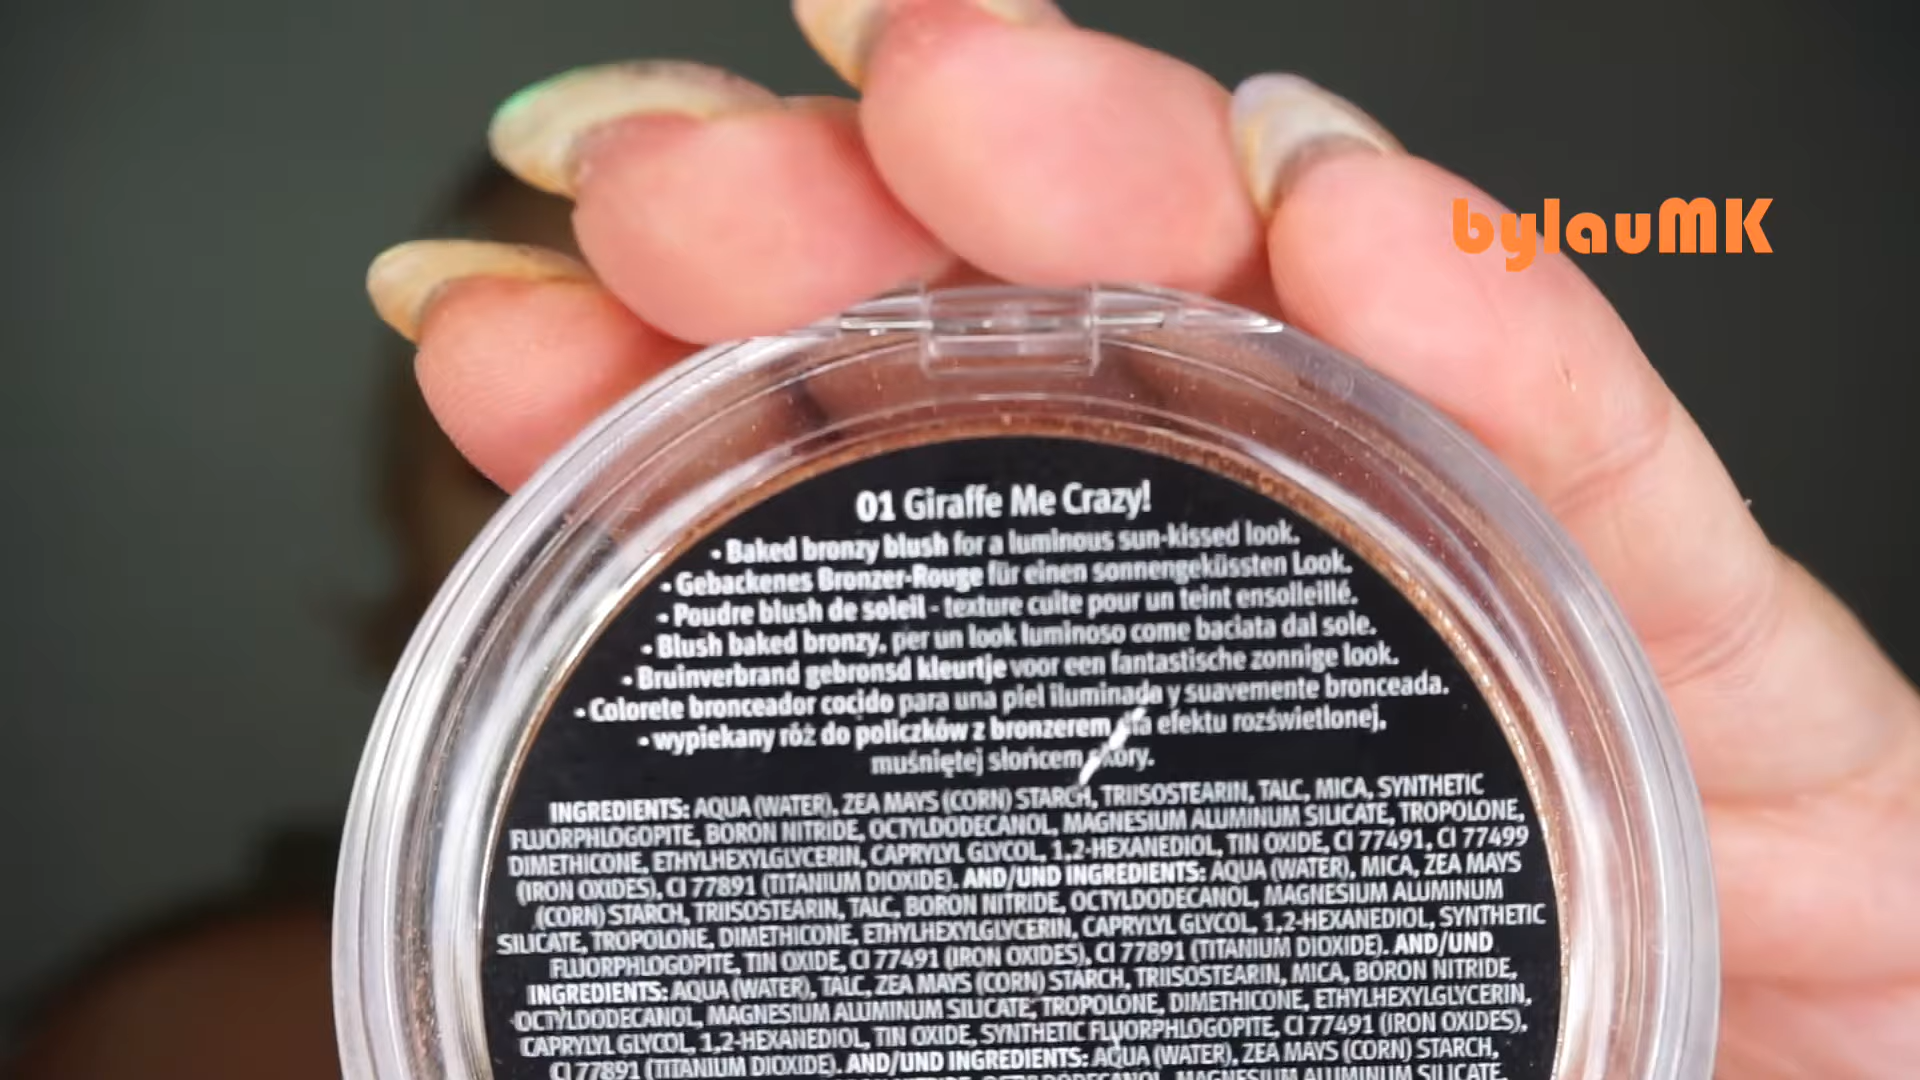 bylauMK
01 Giraffe Me Crazy!
• Baked bronzy blush for a luminous sun-kissed look.
• Gebackenes Bronzer-Rouge für einen sonnengeküssten Look.
• Poudre blush de soleil - texture cuite pour un teint ensolleillé.
• Blush baked bronzy, per un look luminoso come baciata dal sole.
• Bruinverbrand gebronsd kleurtje voor een fantastische zonnige look.
• Colorete bronceador cocido para una piel iluminada y suavemente bronceada.
• wypiekany róż do policzków z bronzerem dla efektu rozświetlonej,
muśniętej słońcem skóry.
INGREDIENTS: AQUA (WATER), ZEA MAYS (CORN) STARCH, TRIISOSTEARIN, TALC, MICA, SYNTHETIC
FLUORPHLOGOPITE, BORON NITRIDE, OCTYLDODECANOL, MAGNESIUM ALUMINUM SILICATE, TROPOLONE,
DIMETHICONE, ETHYLHEXYLGLYCERIN, CAPRYLYL GLYCOL, 1,2-HEXANEDIOL, TIN OXIDE, CI 77491, CI 77499
(IRON OXIDES), CI 77891 (TITANIUM DIOXIDE). AND/UND INGREDIENTS: AQUA (WATER), MICA, ZEA MAYS
(CORN) STARCH, TRIISOSTEARIN, TALC, BORON NITRIDE, OCTYLDODECANOL, MAGNESIUM ALUMINUM
SILICATE, TROPOLONE, DIMETHICONE, ETHYLHEXYLGLYCERIN, CAPRYLYL GLYCOL, 1,2-HEXANEDIOL, SYNTHETIC
FLUORPHLOGOPITE, TIN OXIDE, CI 77491 (IRON OXIDES), CI 77891 (TITANIUM DIOXIDE). AND/UND
INGREDIENTS: AQUA (WATER), TALC, ZEA MAYS (CORN) STARCH, TRIISOSTEARIN, MICA, BORON NITRIDE,
OCTYLDODECANOL, MAGNESIUM ALUMINUM SILICATE, TROPOLONE, DIMETHICONE, ETHYLHEXYLGLYCERIN,
CAPRYLYL GLYCOL, 1,2-HEXANEDIOL, TIN OXIDE, SYNTHETIC FLUORPHLOGOPITE, CI 77491 (IRON OXIDES),
CI 77891 (TITANIUM DIOXIDE). AND/UND INGREDIENTS: AQUA (WATER), ZEA MAYS (CORN) STARCH,
OCTYLDODECANOL, MAGNESIUM ALUMINUM SILICATE,